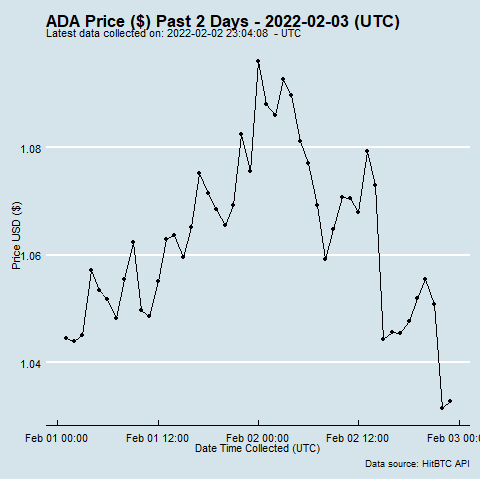 ADA Price ($) Past 2 Days - 2022-02-03 (UTC)
Latest data collected on: 2022-02-02 23:04:08 - UTC
1.08
1.06
1.04
Price USD ($)
Feb 01 00:00 Feb 01 12:00 Feb 02 00:00 Feb 02 12:00 Feb 03 00:
Date Time Collected (UTC)
Data source: HitBTC API